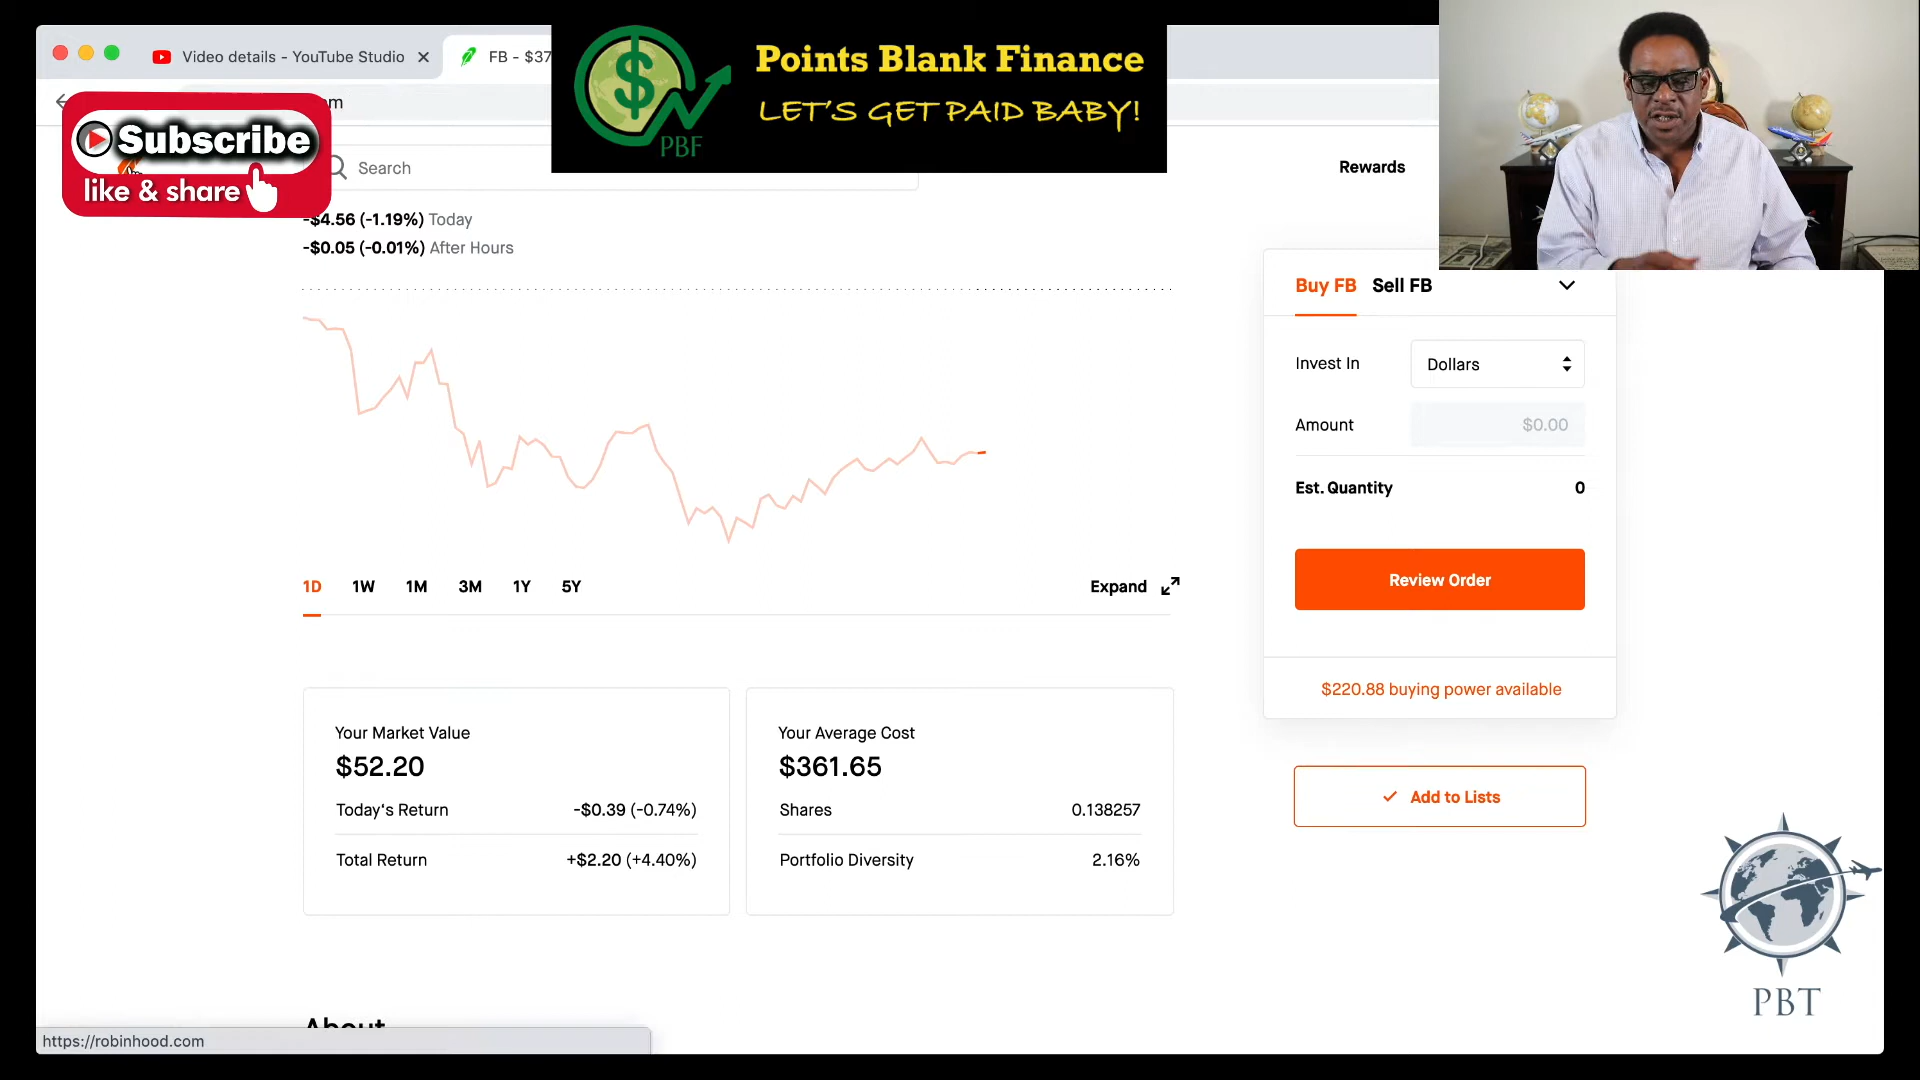 Video details - YouTube Studio
FB - $37
Points Blank Finance
LET'S GET PAID BABY!
PBF
om
Subscribe
like & share
Search
Rewards
-$4.56 (-1.19%) Today
-$0.05 (-0.01%) After Hours
Buy FB Sell FB
Invest In Dollars
Amount $0.00
Est. Quantity 0
1D 1W 1M 3M 1Y 5Y
Expand
Review Order
$220.88 buying power available
Your Market Value
$52.20
Today's Return -$0.39 (-0.74%)
Total Return +$2.20 (+4.40%)
Your Average Cost
$361.65
Shares 0.138257
Portfolio Diversity 2.16%
Add to Lists
PBT
About
https://robinhood.com